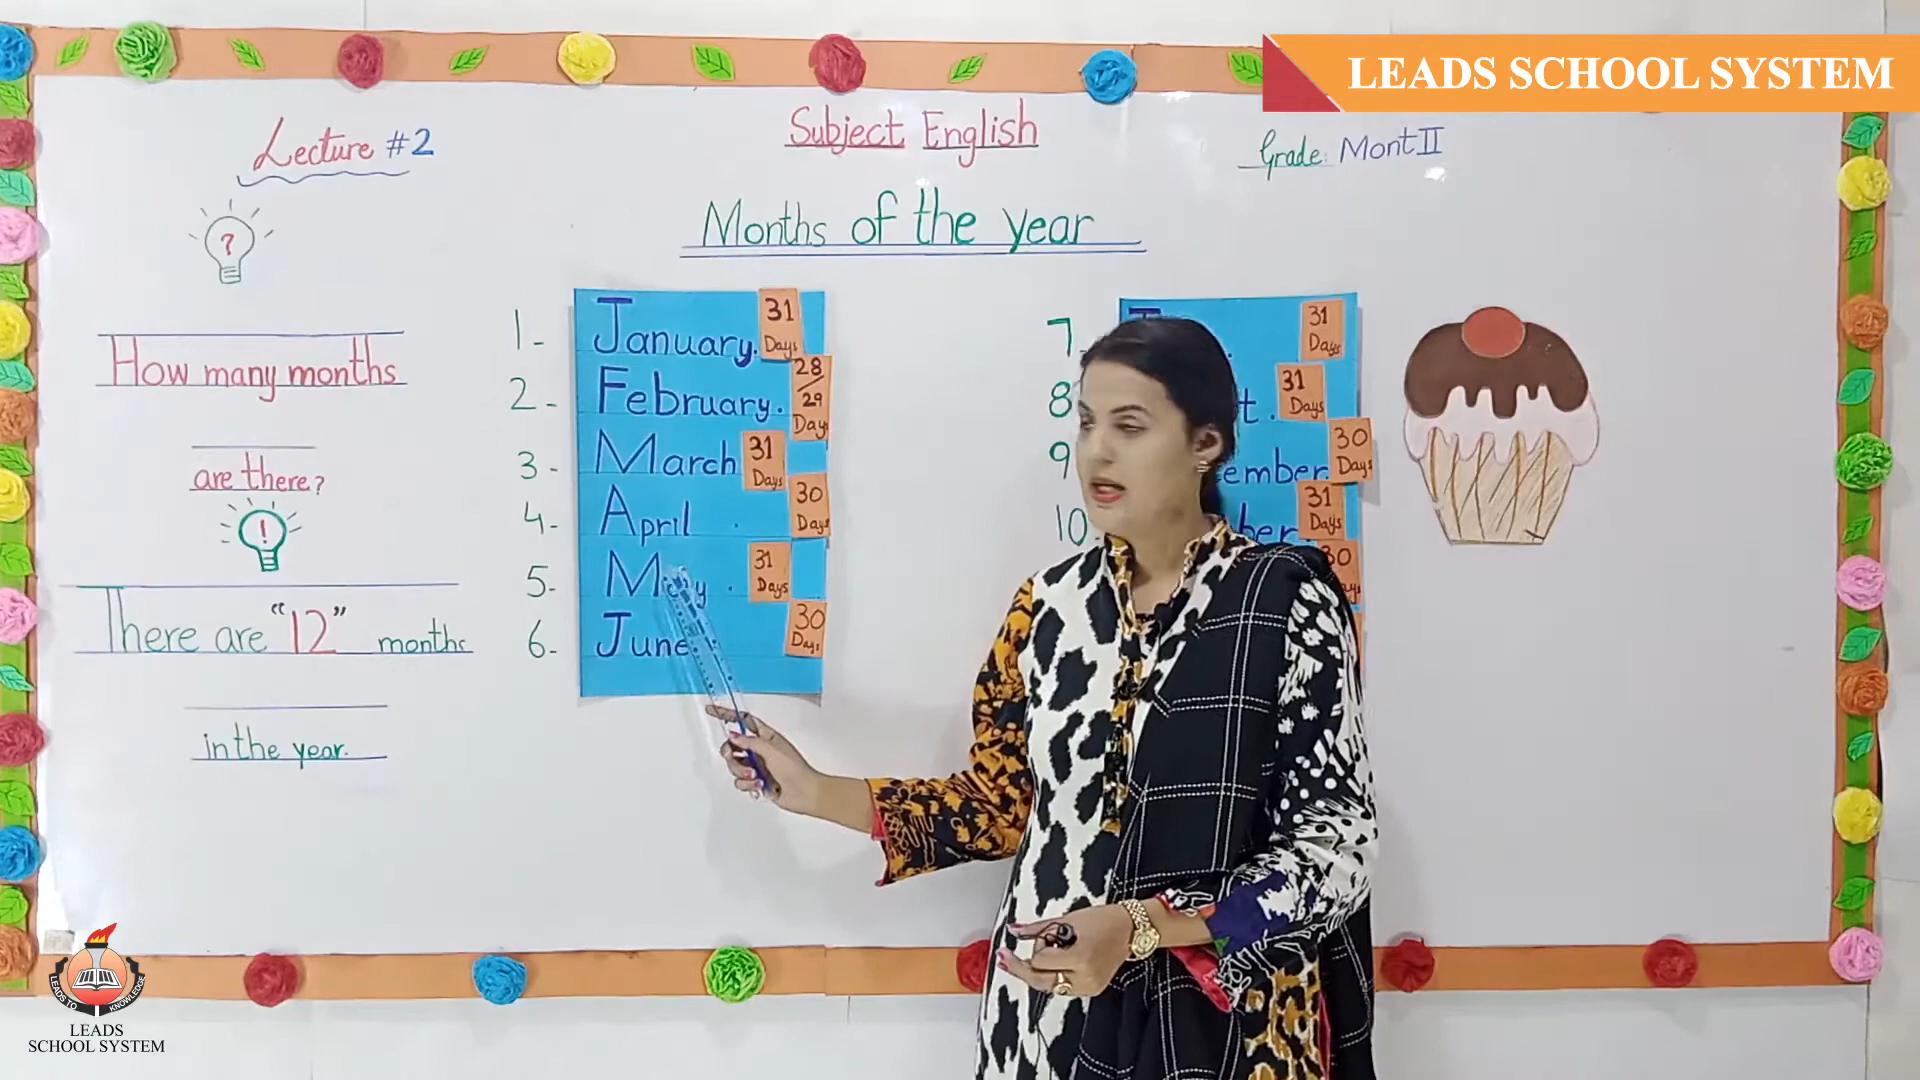 LEADS SCHOOL SYSTEM
Lecture #2
Subject English
Grade: Mont II
Months of the year
?
How many months
are there?
!
There are "12" months
in the year.
1- January. 31 Days
2- February. 28/29 Days
3- March 31 Days
4- April . 30 Days
5- May . 31 Days
6- June 30 Days
7 . 31 Days
8 t . 31 Days
9 ember. 30 Days
10 ber 31 Days
30
LEADS TO KNOWLEDGE
LEADS
SCHOOL SYSTEM